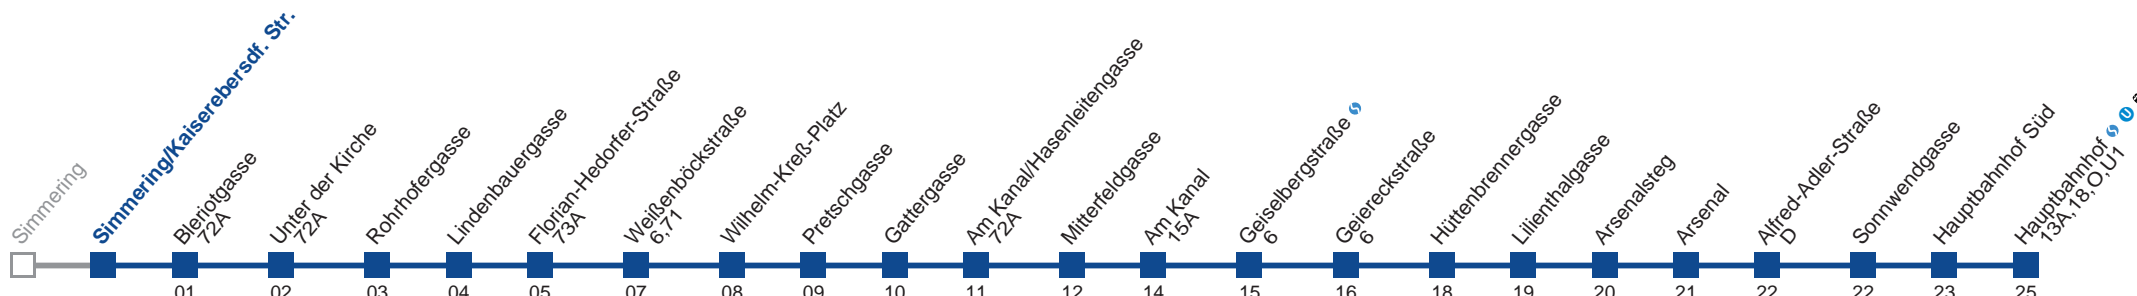 Simmering
Simmering/Kaiserebersdf. Str.
Bleriotgasse
72A
Unter der Kirche
72A
Rohrhofergasse
Lindenbauergasse
Florian-Hedorfer-Straße
73A
Weißenböckstraße
6,71
Wilhelm-Kreß-Platz
Pretschgasse
Gattergasse
Am Kanal/Hasenleitengasse
72A
Mitterfeldgasse
Am Kanal
15A
Geiselbergstraße
6
Geiereckstraße
6
Hüttenbrennergasse
Lilienthalgasse
Arsenalsteg
Arsenal
Alfred-Adler-Straße
D
Sonnwendgasse
Hauptbahnhof Süd
Hauptbahnhof S U
13A,18,O,U1
01 02 03 04 05 07 08 09 10 11 12 14 15 16 18 19 20 21 22 22 23 25